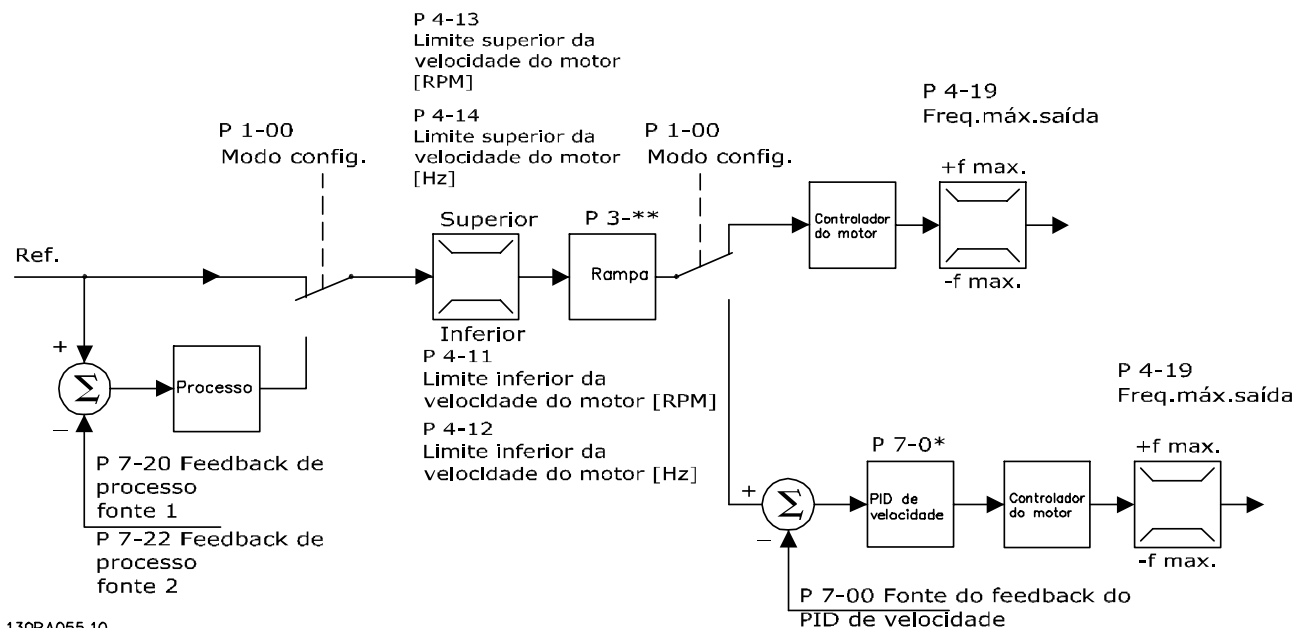 P 4-13
Limite superior da
velocidade do motor
[RPM]
P 4-14
Limite superior da
velocidade do motor
[Hz]
P 1-00
Modo config.
P 1-00
Modo config.
P 4-19
Freq.máx.saída
+f max.
-f max.
Controlador
do motor
P 3-**
Rampa
Superior
Inferior
Ref.
+
Σ
−
Processo
P 4-11
Limite inferior da
velocidade do motor [RPM]
P 4-12
Limite inferior da
velocidade do motor [Hz]
P 7-20 Feedback de
processo
fonte 1
P 7-22 Feedback de
processo
fonte 2
P 7-0*
+
Σ
−
PID de
velocidade
Controlador
do motor
P 4-19
Freq.máx.saída
+f max.
-f max.
P 7-00 Fonte do feedback do
PID de velocidade
130BA055.10